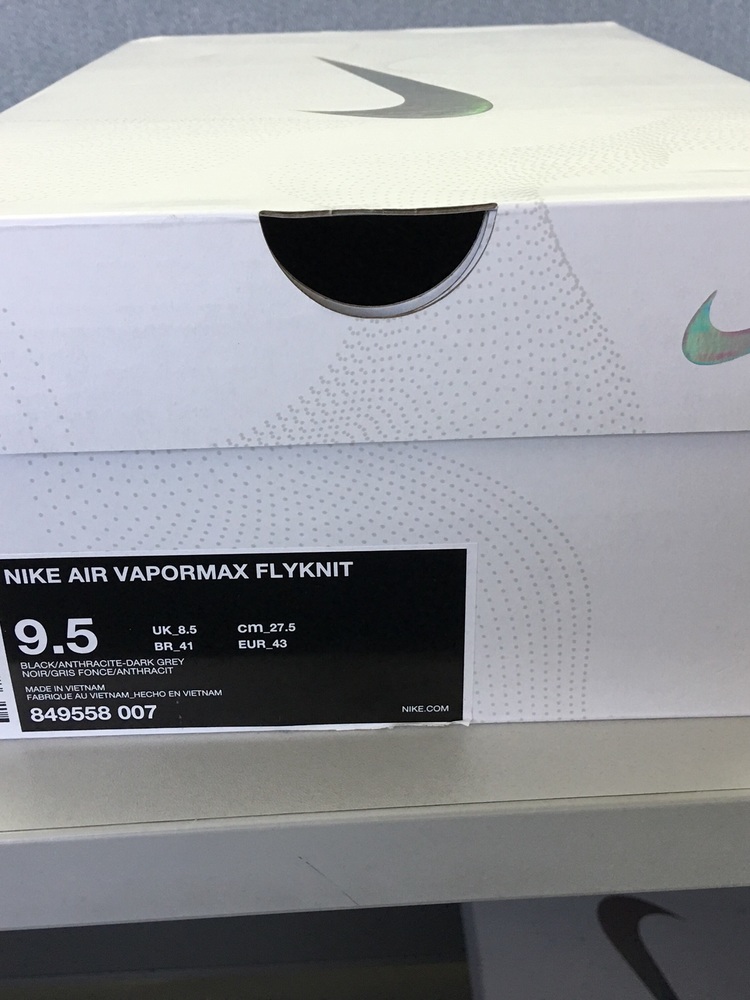 NIKE AIR VAPORMAX FLYKNIT
9.5 UK_8.5 cm_27.5
BR_41 EUR_43
BLACK/ANTHRACITE-DARK GREY
NOIR/GRIS FONCE/ANTHRACIT
MADE IN VIETNAM
FABRIQUE AU VIETNAM_HECHO EN VIETNAM
849558 007 NIKE.COM